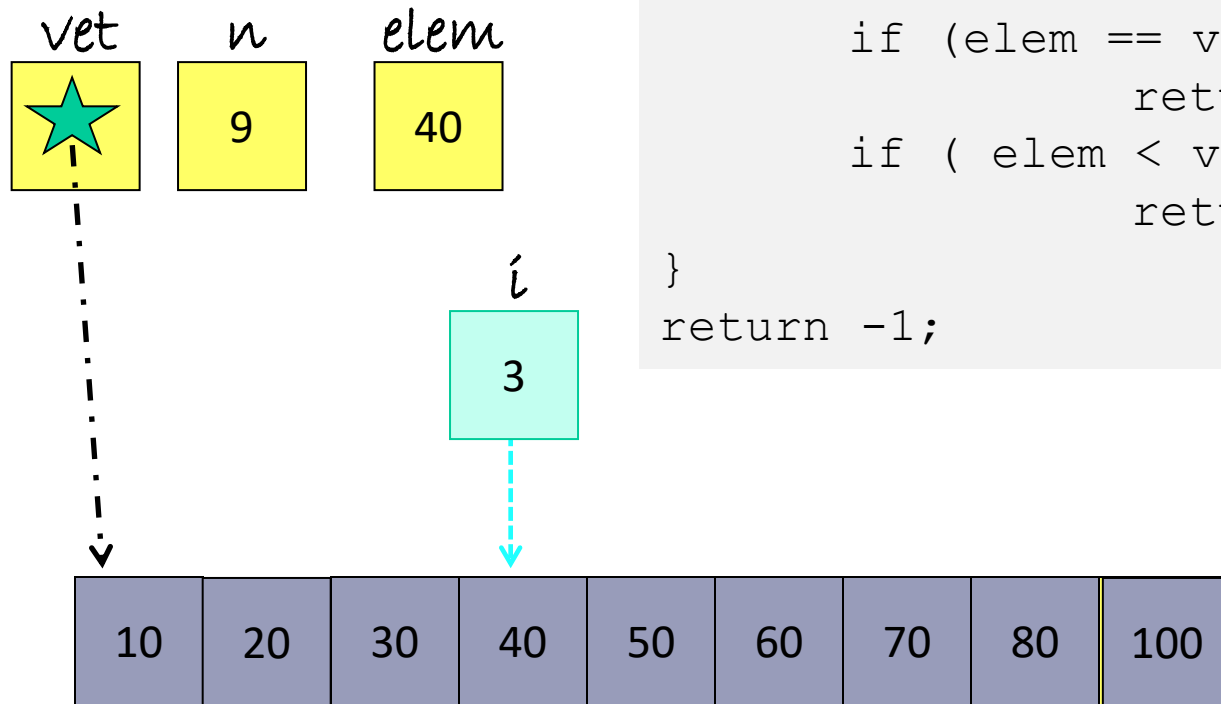 vet n elem
9 40
if (elem == v
ret
if ( elem < v
ret
}
return -1;
i
3
10 20 30 40 50 60 70 80 100